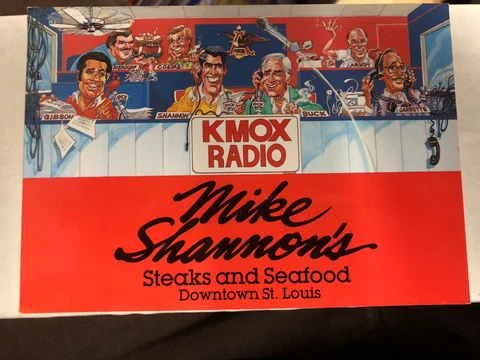 GIBSON
SHANNON
BUCK
KMOX
RADIO
Mike
Shannon's
Steaks and Seafood
Downtown St. Louis